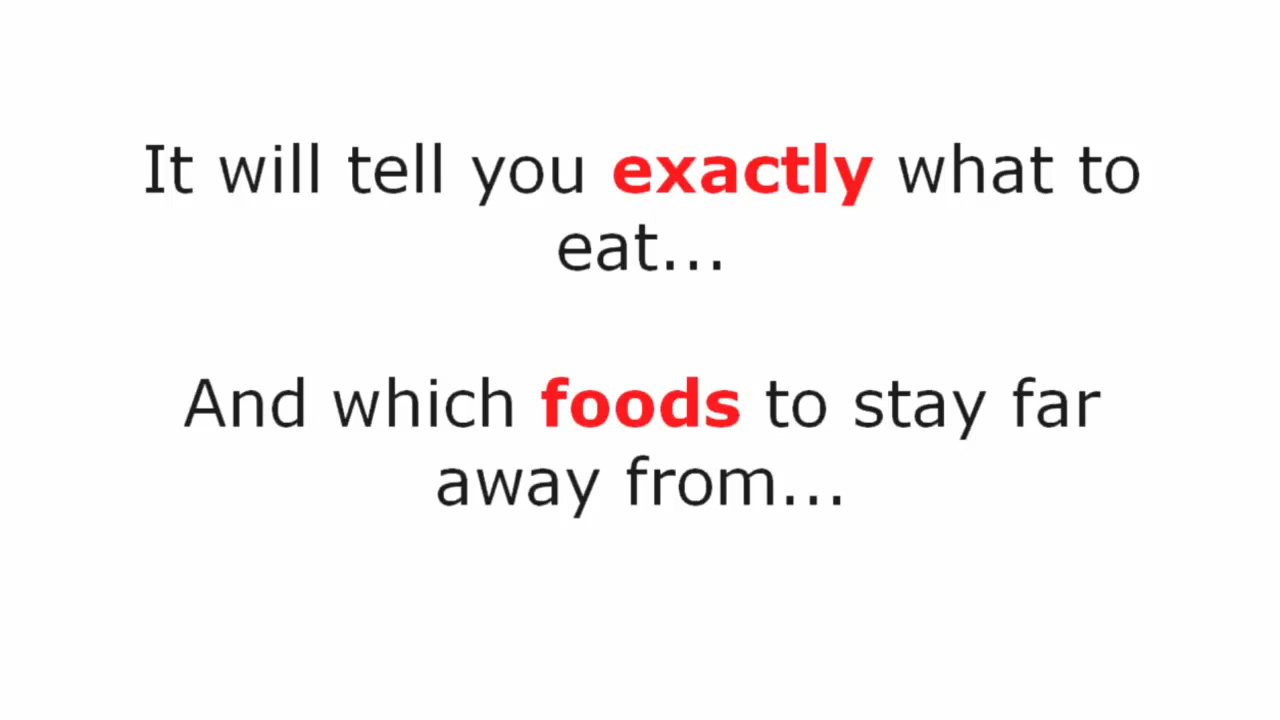 It will tell you exactly what to
eat...
And which foods to stay far
away from...